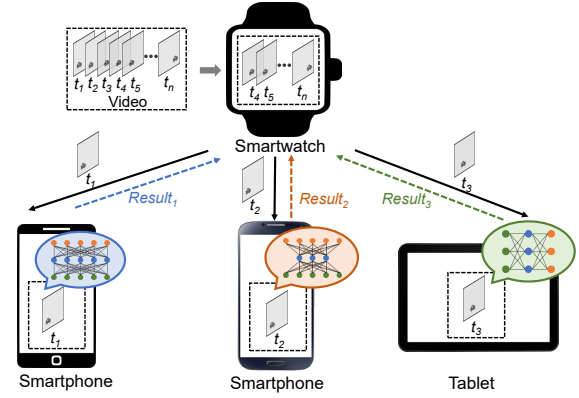 t1 t2 t3 t4 t5 ••• tn
Video
t4 t5 ••• tn
Smartwatch
t1
t2
t3
Result1
Result2
Result3
t1
t2
t3
Smartphone
Smartphone
Tablet